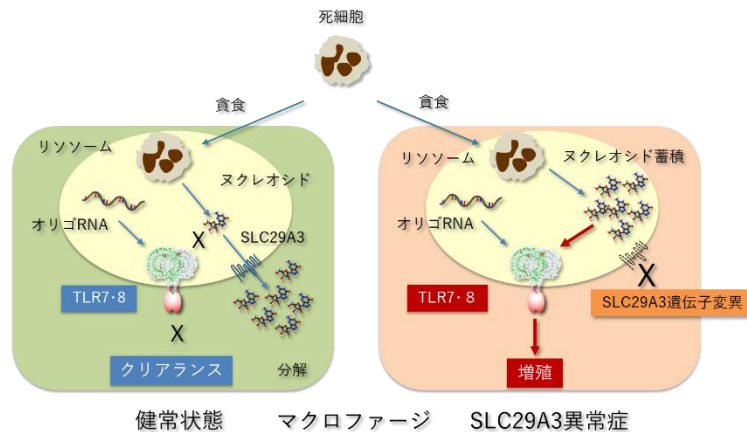 死細胞
貪食
貪食
リソソーム
ヌクレオシド
オリゴRNA
X
SLC29A3
TLR7・8
X
クリアランス
分解
リソソーム
ヌクレオシド蓄積
オリゴRNA
X
TLR7・8
SLC29A3遺伝子変異
増殖
健常状態
マクロファージ
SLC29A3異常症